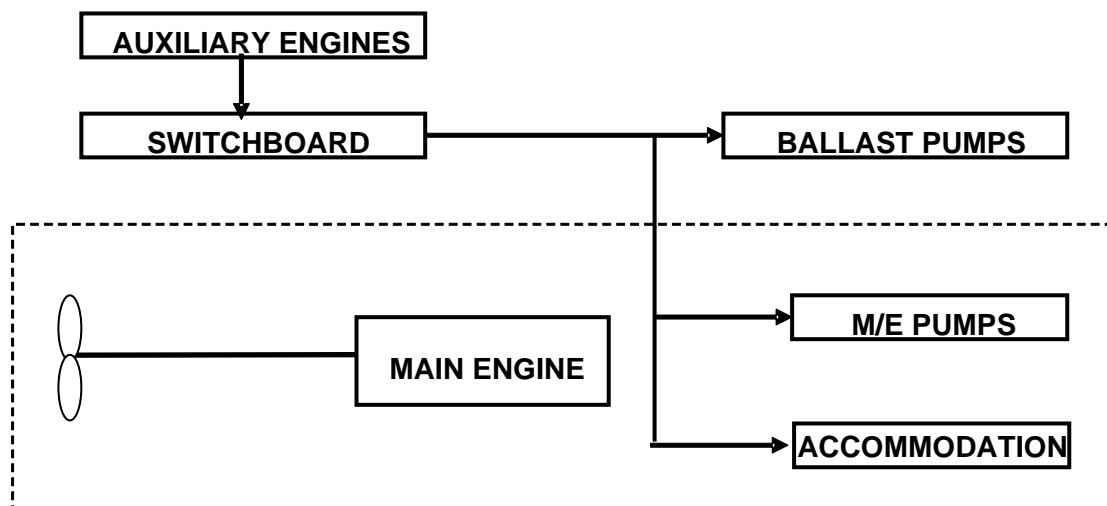 AUXILIARY ENGINES
SWITCHBOARD
BALLAST PUMPS
M/E PUMPS
MAIN ENGINE
ACCOMMODATION